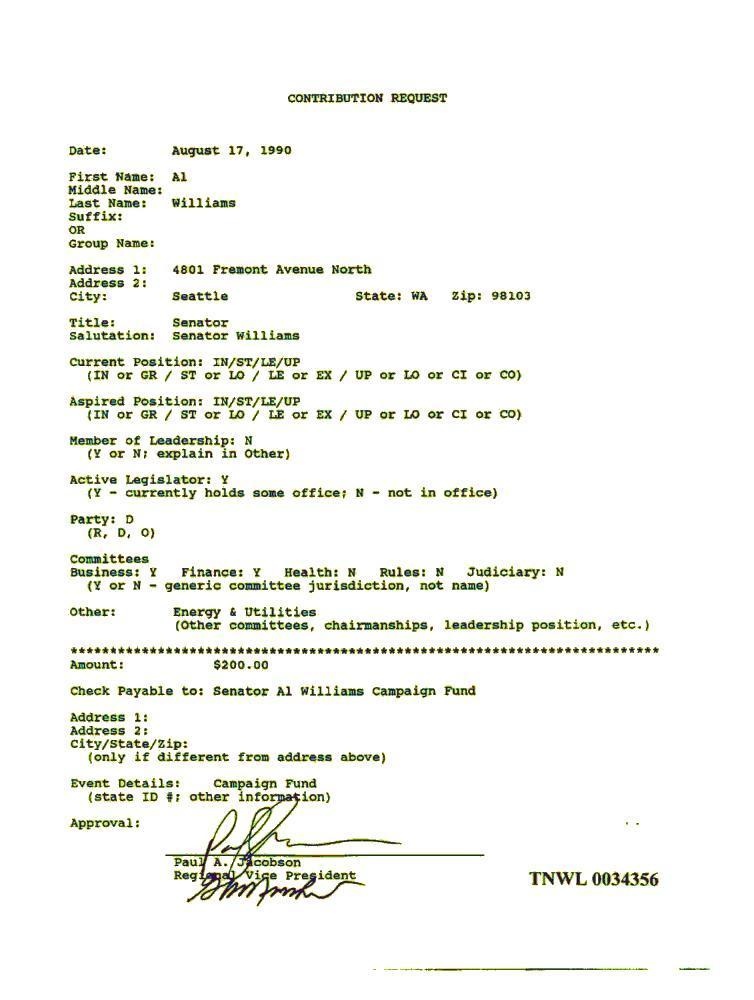 CONTRIBUTION REQUEST
Date: August 17, 1990
First Name: Al
Middle Name:
Last Name: Williams
Suffix:
OR
Group Name:
Address 1: 4801 Fremont Avenue North
Address 2:
City: Seattle State: WA Zip: 98103
Title: Senator
Salutation: Senator Williams
Current Position: IN/ST/LE/UP
(IN or GR / ST or LO / LE or EX / UP or LO or CI or CO)
Aspired Position: IN/ST/LE/UP
(IN or GR / ST or LO / LE or EX / UP or LO or CI or CO)
Member of Leadership: N
(Y or N; explain in Other)
Active Legislator: Y
(Y - currently holds some office; N - not in office)
Party: D
(R, D, O)
Committees
Business: Y Finance: Y Health: N Rules: N Judiciary: N
(Y or N - generic committee jurisdiction, not name)
Other: Energy & Utilities
(Other committees, chairmanships, leadership position, etc.)
**************************************************************************
Amount: $200.00
Check Payable to: Senator Al Williams Campaign Fund
Address 1:
Address 2:
City/State/Zip:
(only if different from address above)
Event Details: Campaign Fund
(state ID #; other information)
Approval:
Paul A. Jacobson
Regional Vice President
TNWL 0034356